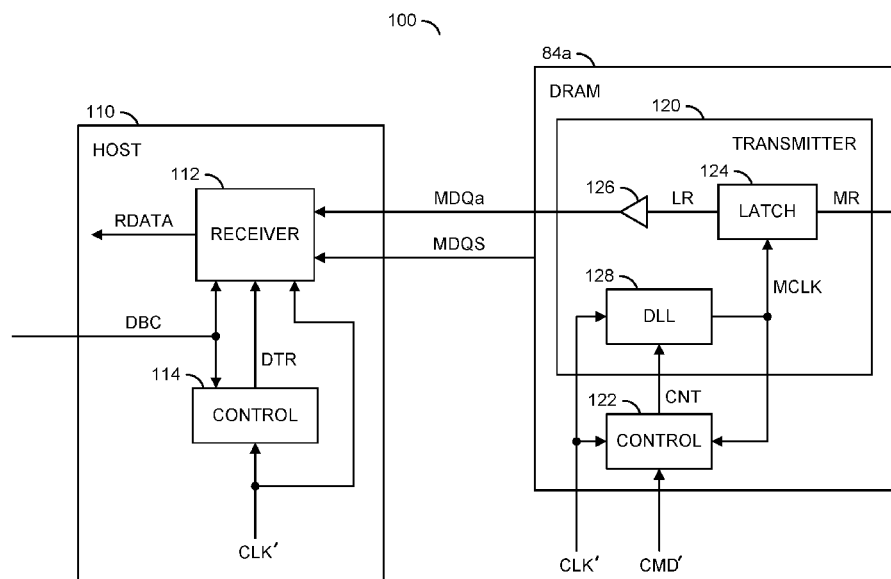 100
84a
DRAM
110
HOST
120
TRANSMITTER
112
RECEIVER
RDATA
MDQa
MDQS
126
LR
124
LATCH
MR
MCLK
128
DLL
DBC
DTR
114
CONTROL
CNT
122
CONTROL
CLK′
CLK′
CMD′